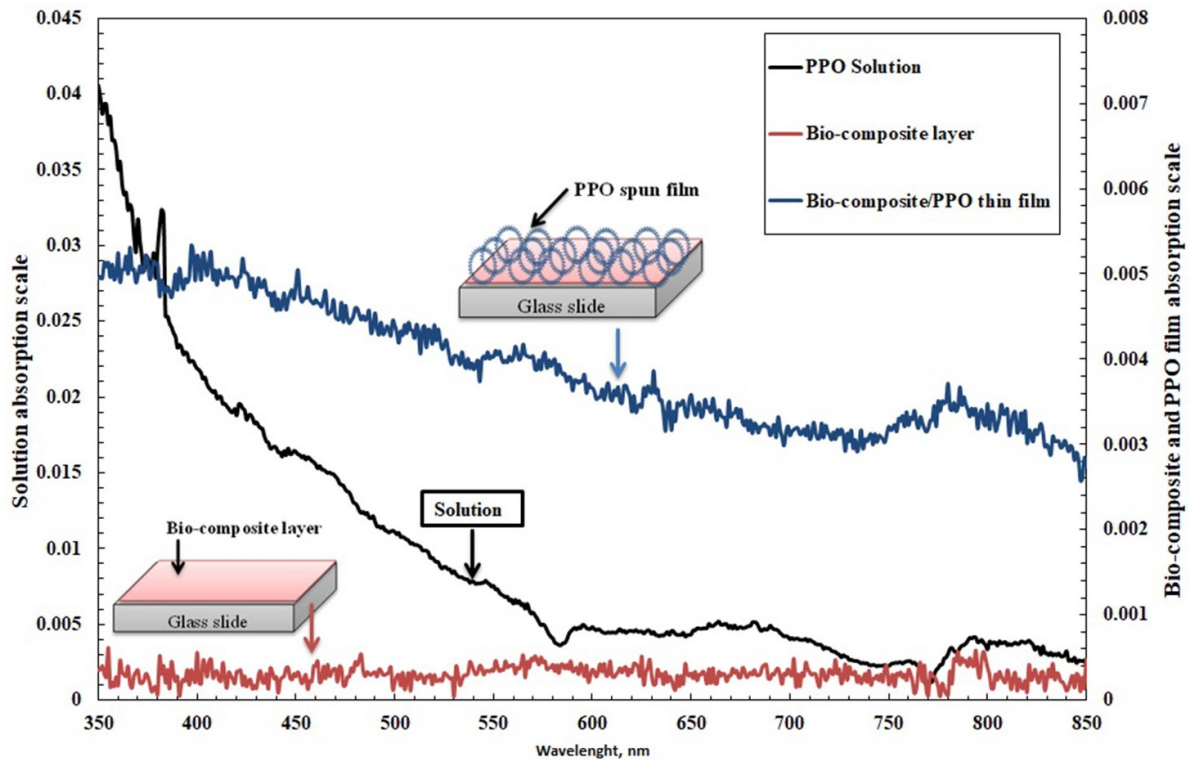 0.045
0.04
0.035
0.03
0.025
0.02
0.015
0.01
0.005
0
Solution absorption scale
0.008
0.007
0.006
0.005
0.004
0.003
0.002
0.001
0
Bio-composite and PPO film absorption scale
PPO Solution
Bio-composite layer
Bio-composite/PPO thin film
PPO spun film
Glass slide
Solution
Bio-composite layer
Glass slide
350 400 450 500 550 600 650 700 750 800 850
Wavelenght, nm